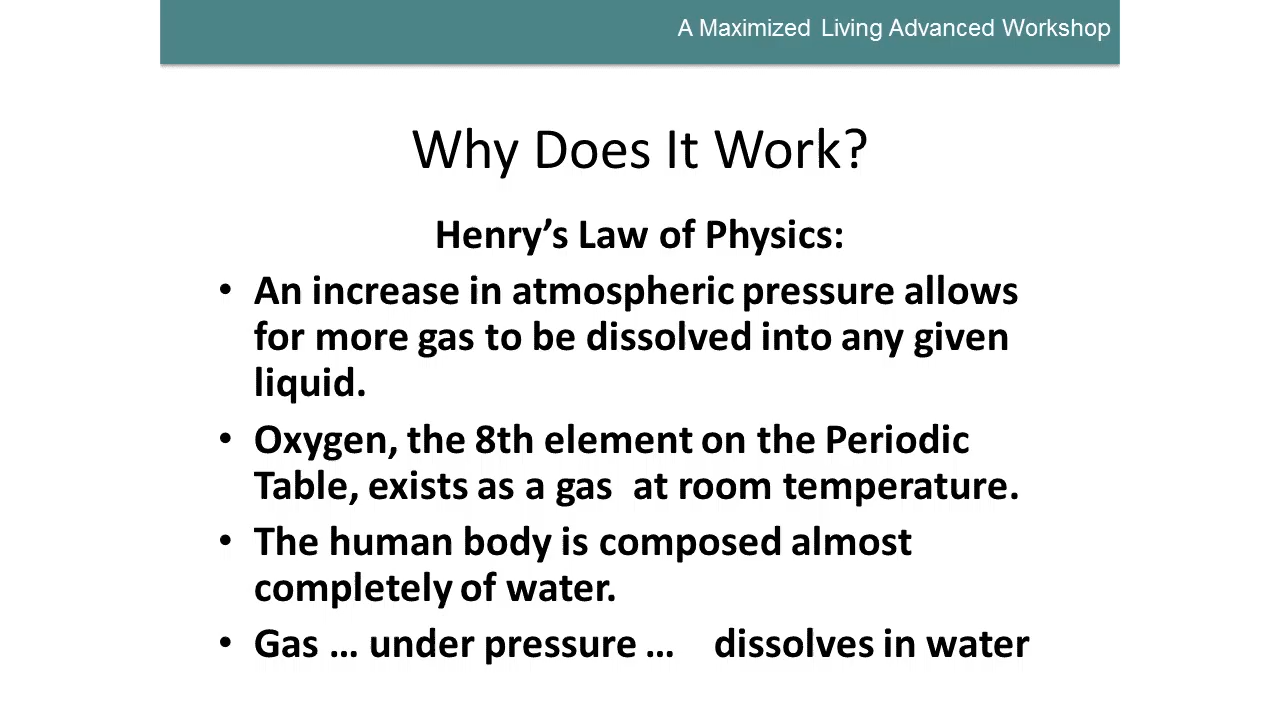 A Maximized Living Advanced Workshop
Why Does It Work?
Henry’s Law of Physics:
• An increase in atmospheric pressure allows
for more gas to be dissolved into any given
liquid.
• Oxygen, the 8th element on the Periodic
Table, exists as a gas at room temperature.
• The human body is composed almost
completely of water.
• Gas … under pressure … dissolves in water